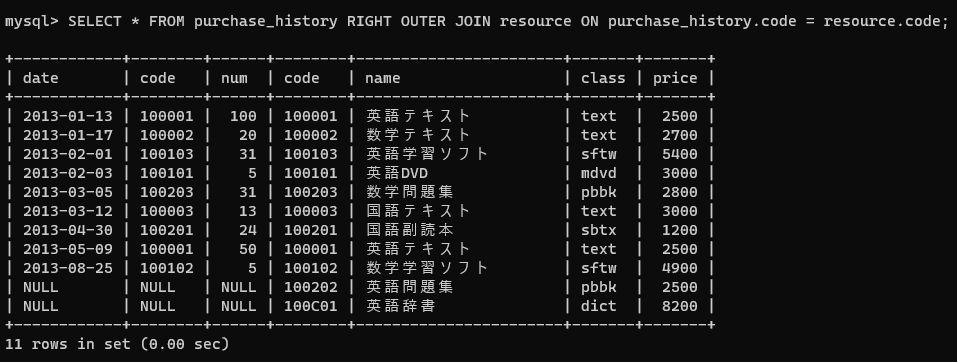 mysql> SELECT * FROM purchase_history RIGHT OUTER JOIN resource ON purchase_history.code = resource.code;
+------------+--------+------+--------+-----------------------+-------+-------+
| date       | code   | num  | code   | name                  | class | price |
+------------+--------+------+--------+-----------------------+-------+-------+
| 2013-01-13 | 100001 |  100 | 100001 | 英語テキスト          | text  |  2500 |
| 2013-01-17 | 100002 |   20 | 100002 | 数学テキスト          | text  |  2700 |
| 2013-02-01 | 100103 |   31 | 100103 | 英語学習ソフト        | sftw  |  5400 |
| 2013-02-03 | 100101 |    5 | 100101 | 英語DVD               | mdvd  |  3000 |
| 2013-03-05 | 100203 |   31 | 100203 | 数学問題集            | pbbk  |  2800 |
| 2013-03-12 | 100003 |   13 | 100003 | 国語テキスト          | text  |  3000 |
| 2013-04-30 | 100201 |   24 | 100201 | 国語副読本            | sbtx  |  1200 |
| 2013-05-09 | 100001 |   50 | 100001 | 英語テキスト          | text  |  2500 |
| 2013-08-25 | 100102 |    5 | 100102 | 数学学習ソフト        | sftw  |  4900 |
| NULL       | NULL   | NULL | 100202 | 英語問題集            | pbbk  |  2500 |
| NULL       | NULL   | NULL | 100C01 | 英語辞書              | dict  |  8200 |
+------------+--------+------+--------+-----------------------+-------+-------+
11 rows in set (0.00 sec)